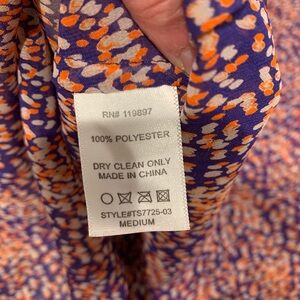 RN# 119897
100% POLYESTER
DRY CLEAN ONLY
MADE IN CHINA
STYLE#TS7725-03
MEDIUM